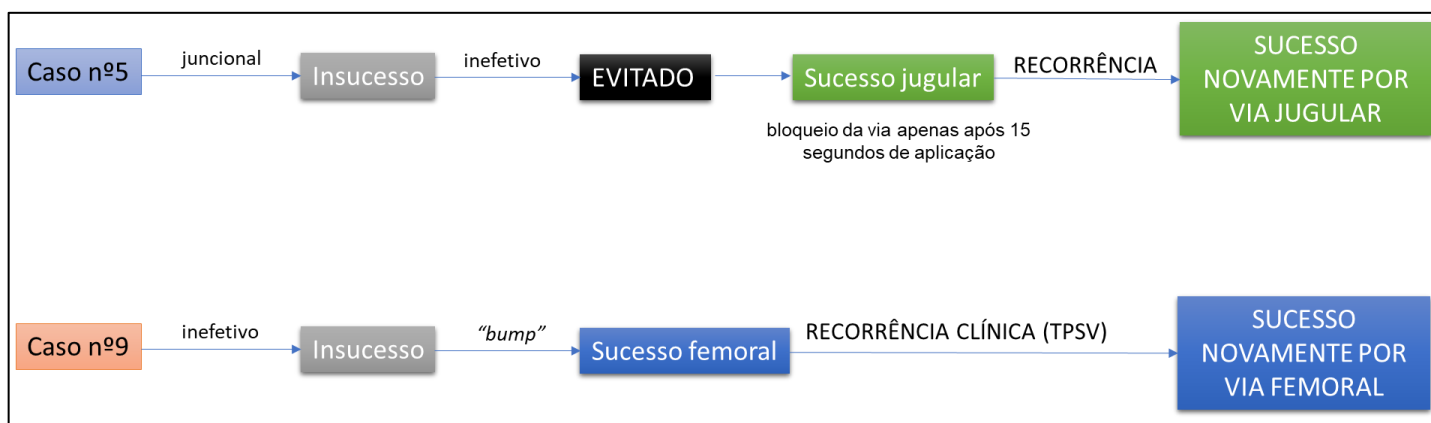 Caso nº5
juncional
Insucesso
inefetivo
EVITADO
Sucesso jugular
bloqueio da via apenas após 15
segundos de aplicação
RECORRÊNCIA
SUCESSO
NOVAMENTE POR
VIA JUGULAR
Caso nº9
inefetivo
Insucesso
“bump”
Sucesso femoral
RECORRÊNCIA CLÍNICA (TPSV)
SUCESSO
NOVAMENTE POR
VIA FEMORAL